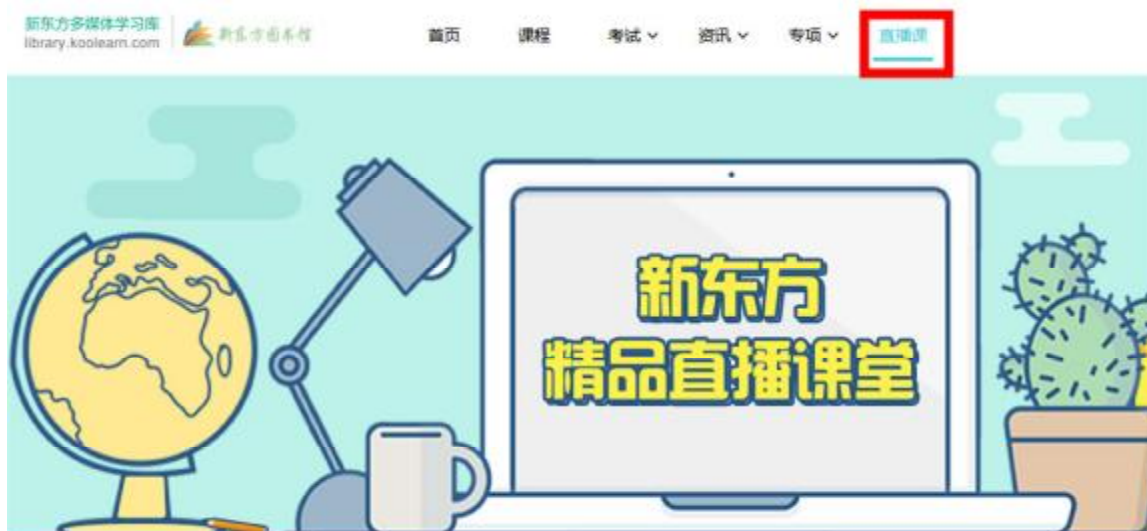 新东方多媒体学习库
library.koolearn.com
新东方图书馆
首页 课程 考试 资讯 专项 直播课
新东方
精品直播课堂